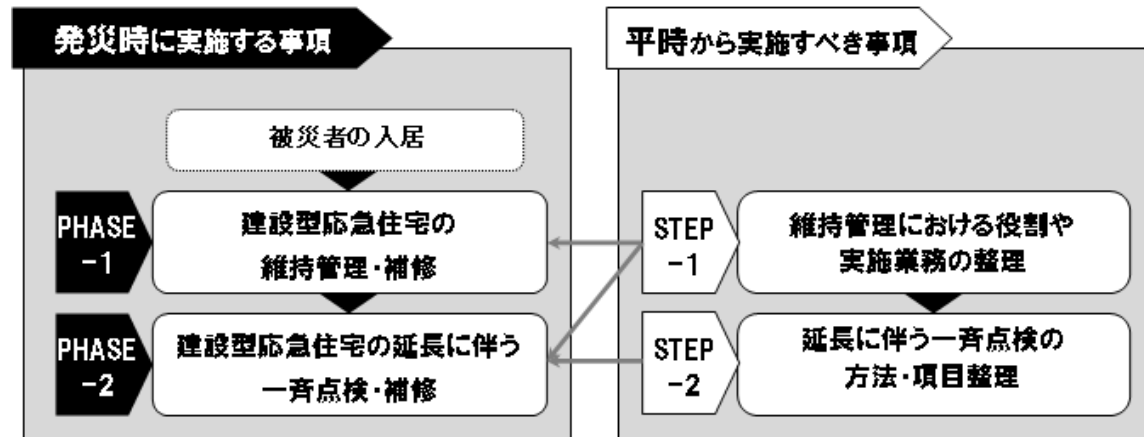 発災時に実施する事項
被災者の入居
PHASE
-1
建設型応急住宅の
維持管理・補修
PHASE
-2
建設型応急住宅の延長に伴う
一斉点検・補修
平時から実施すべき事項
STEP
-1
維持管理における役割や
実施業務の整理
STEP
-2
延長に伴う一斉点検の
方法・項目整理